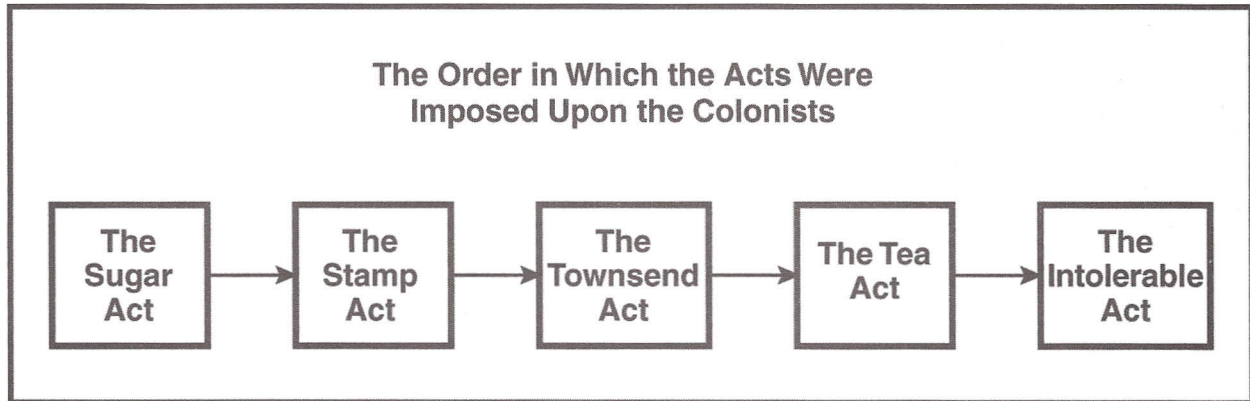 The Order in Which the Acts Were
Imposed Upon the Colonists
The
Sugar
Act
The
Stamp
Act
The
Townsend
Act
The Tea
Act
The
Intolerable
Act